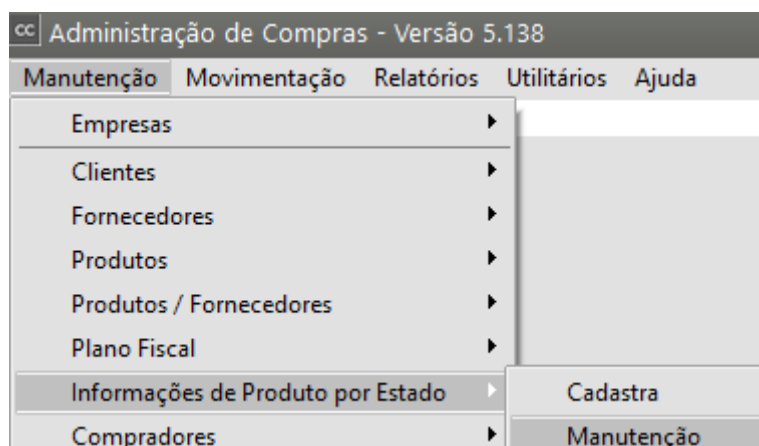 cc Administração de Compras - Versão 5.138
Manutenção Movimentação Relatórios Utilitários Ajuda
Empresas
Clientes
Fornecedores
Produtos
Produtos / Fornecedores
Plano Fiscal
Informações de Produto por Estado Cadastra
Compradores Manutenção